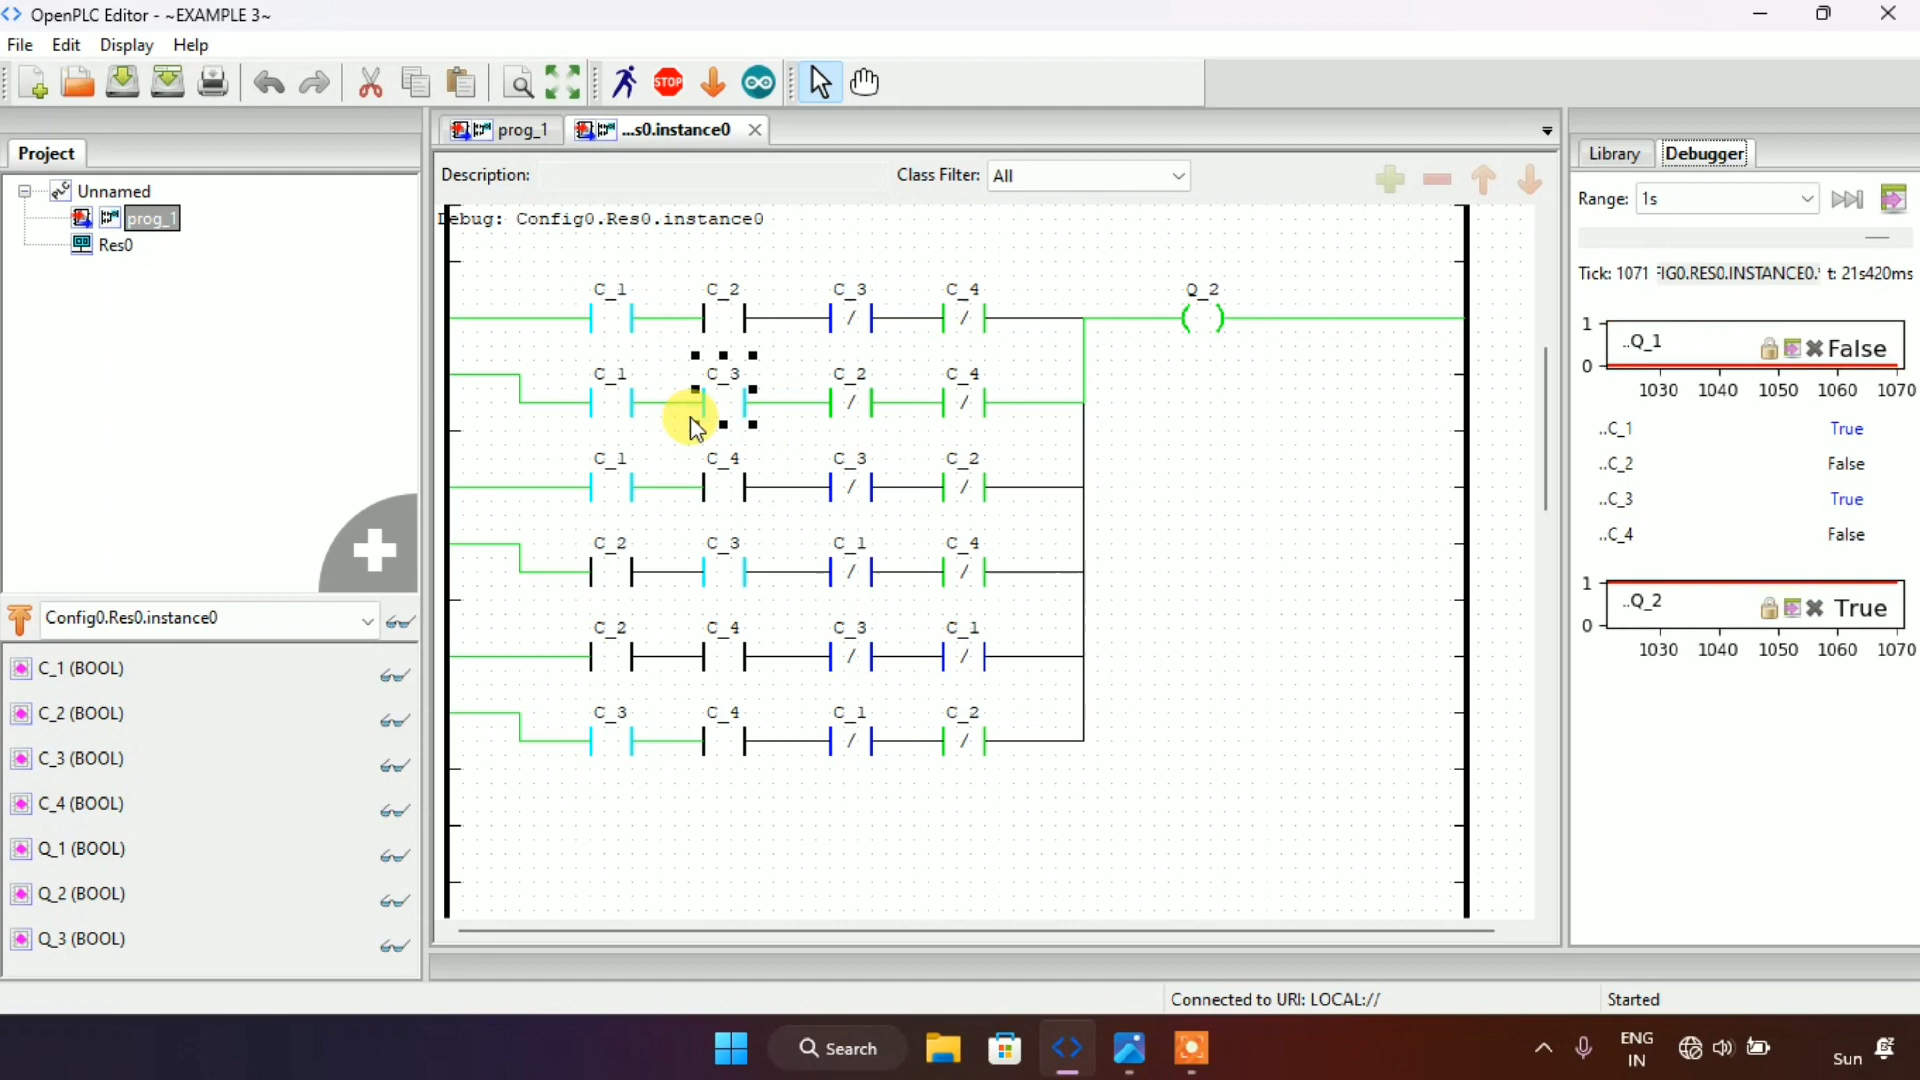 OpenPLC Editor - ~EXAMPLE 3~
File Edit Display Help
STOP
Project
Unnamed
prog_1
Res0
Config0.Res0.instance0
C_1 (BOOL)
C_2 (BOOL)
C_3 (BOOL)
C_4 (BOOL)
Q_1 (BOOL)
Q_2 (BOOL)
Q_3 (BOOL)
prog_1 ...s0.instance0
Description: Class Filter: All
Debug: Config0.Res0.instance0
C_1 C_2 C_3 C_4 Q_2
C_1 C_3 C_2 C_4
C_1 C_4 C_3 C_2
C_2 C_3 C_1 C_4
C_2 C_4 C_3 C_1
C_3 C_4 C_1 C_2
Library Debugger
Range: 1s
Tick: 1071 FIG0.RES0.INSTANCE0. t: 21s420ms
1
..Q_1 False
0
1030 1040 1050 1060 1070
..C_1 True
..C_2 False
..C_3 True
..C_4 False
1
..Q_2 True
0
1030 1040 1050 1060 1070
Connected to URI: LOCAL:// Started
Search
ENG
IN
Sun